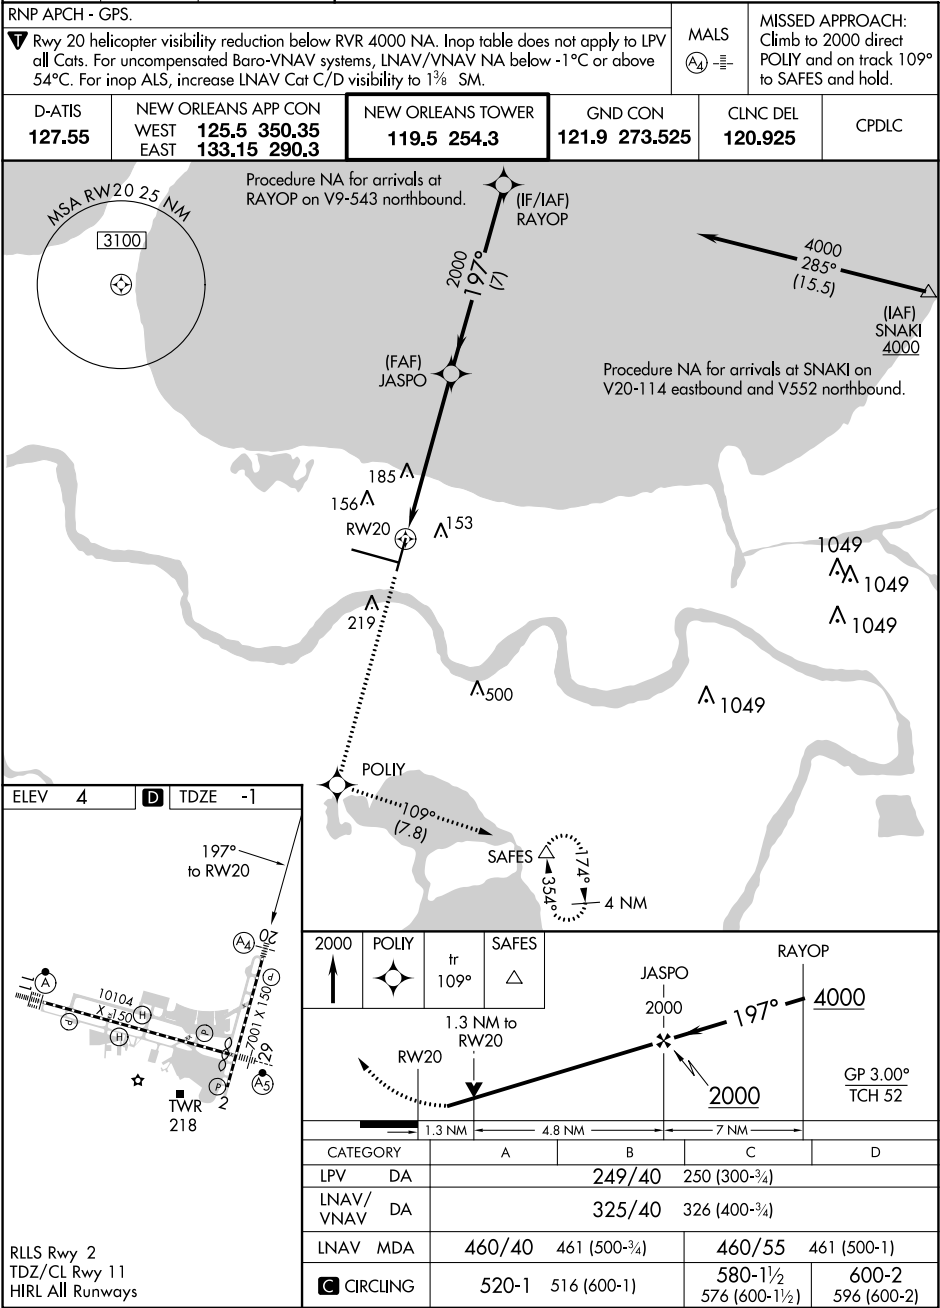 RNP APCH - GPS.
T Rwy 20 helicopter visibility reduction below RVR 4000 NA. Inop table does not apply to LPV
all Cats. For uncompensated Baro-VNAV systems, LNAV/VNAV NA below -1°C or above
54°C. For inop ALS, increase LNAV Cat C/D visibility to 1⅜ SM.
MALS
A4
MISSED APPROACH:
Climb to 2000 direct
POLIY and on track 109°
to SAFES and hold.
D-ATIS
127.55
NEW ORLEANS APP CON
WEST 125.5 350.35
EAST 133.15 290.3
NEW ORLEANS TOWER
119.5 254.3
GND CON
121.9 273.525
CLNC DEL
120.925
CPDLC
MSA RW20 25 NM
3100
Procedure NA for arrivals at
RAYOP on V9-543 northbound.
(IF/IAF)
RAYOP
2000
197°
(7)
4000
285°
(15.5)
(IAF)
SNAKI
4000
(FAF)
JASPO
Procedure NA for arrivals at SNAKI on
V20-114 eastbound and V552 northbound.
185
156
RW20
153
1049
1049
1049
219
500
1049
POLIY
109°
(7.8)
SAFES
174°
354°
4 NM
ELEV 4
D
TDZE -1
197°
to RW20
A4
20
P
A
11
10104
X 150
H
P
H
P
7001 X 150
29
A5
P
2
TWR
218
RLLS Rwy 2
TDZ/CL Rwy 11
HIRL All Runways
2000
POLIY
tr
109°
SAFES
RAYOP
JASPO
2000
197°
4000
1.3 NM to
RW20
RW20
2000
GP 3.00°
TCH 52
1.3 NM
4.8 NM
7 NM
CATEGORY A B C D
LPV DA 249/40 250 (300-¾)
LNAV/
VNAV DA 325/40 326 (400-¾)
LNAV MDA 460/40 461 (500-¾) 460/55 461 (500-1)
C CIRCLING 520-1 516 (600-1) 580-1½ 600-2
576 (600-1½) 596 (600-2)